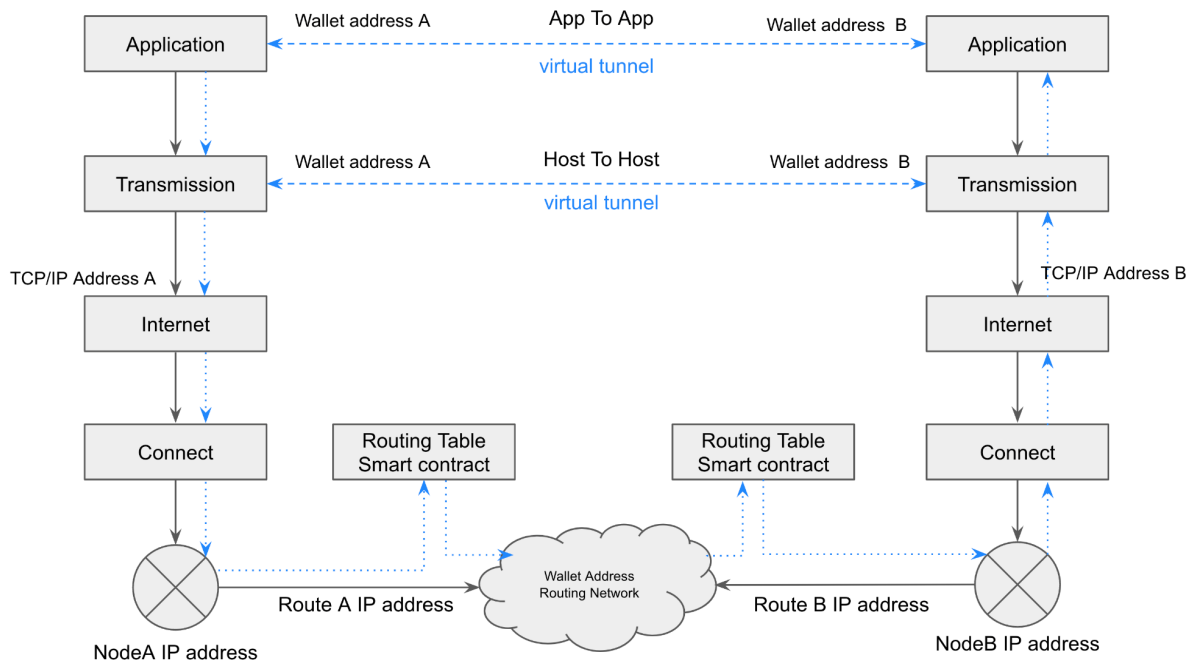 Wallet address A
App To App
Wallet address B
Application
Application
virtual tunnel
Wallet address A
Host To Host
Wallet address B
Transmission
Transmission
virtual tunnel
TCP/IP Address A
TCP/IP Address B
Internet
Internet
Connect
Routing Table
Smart contract
Routing Table
Smart contract
Connect
Wallet Address
Routing Network
Route A IP address
Route B IP address
NodeA IP address
NodeB IP address